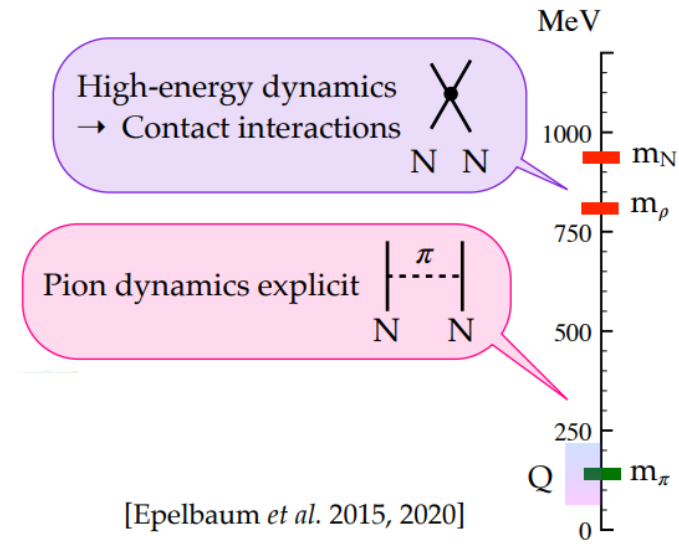 MeV
High-energy dynamics
→ Contact interactions
N N
1000
m_N
m_ρ
750
π
Pion dynamics explicit
N N
500
250
Q
m_π
[Epelbaum et al. 2015, 2020]
0